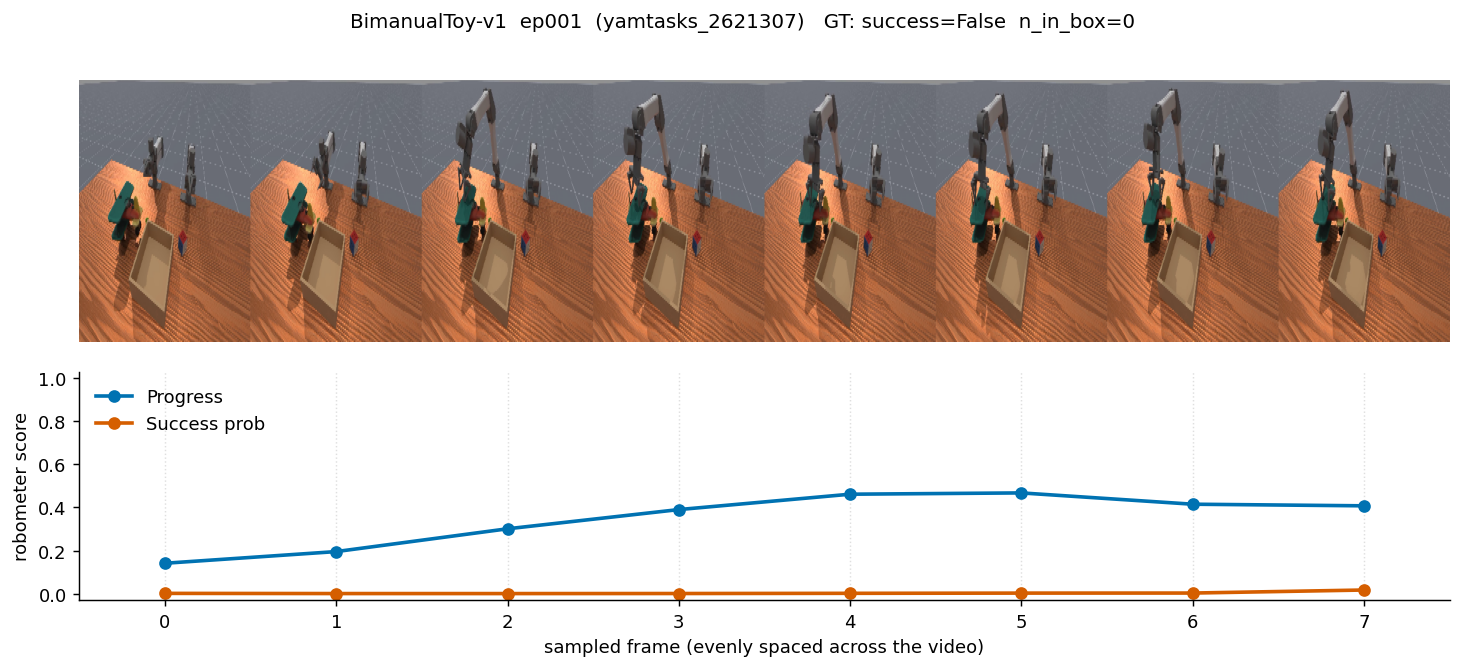 BimanualToy-v1  ep001  (yamtasks_2621307)   GT: success=False  n_in_box=0
1.0
0.8
0.6
0.4
0.2
0.0
robometer score
Progress
Success prob
0 1 2 3 4 5 6 7
sampled frame (evenly spaced across the video)